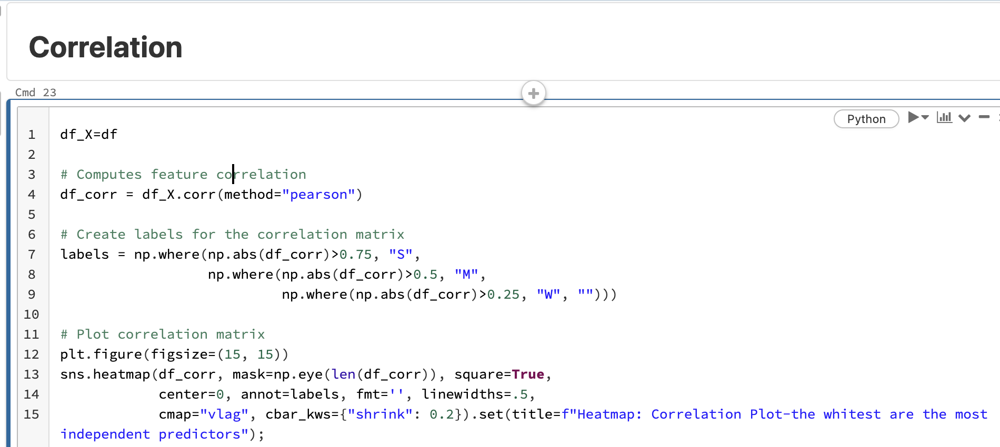 Correlation
Cmd 23
Python
1 df_X=df
2
3 # Computes feature correlation
4 df_corr = df_X.corr(method="pearson")
5
6 # Create labels for the correlation matrix
7 labels = np.where(np.abs(df_corr)>0.75, "S",
8 np.where(np.abs(df_corr)>0.5, "M",
9 np.where(np.abs(df_corr)>0.25, "W", "")))
10
11 # Plot correlation matrix
12 plt.figure(figsize=(15, 15))
13 sns.heatmap(df_corr, mask=np.eye(len(df_corr)), square=True,
14 center=0, annot=labels, fmt='', linewidths=.5,
15 cmap="vlag", cbar_kws={"shrink": 0.2}).set(title=f"Heatmap: Correlation Plot-the whitest are the most
independent predictors");